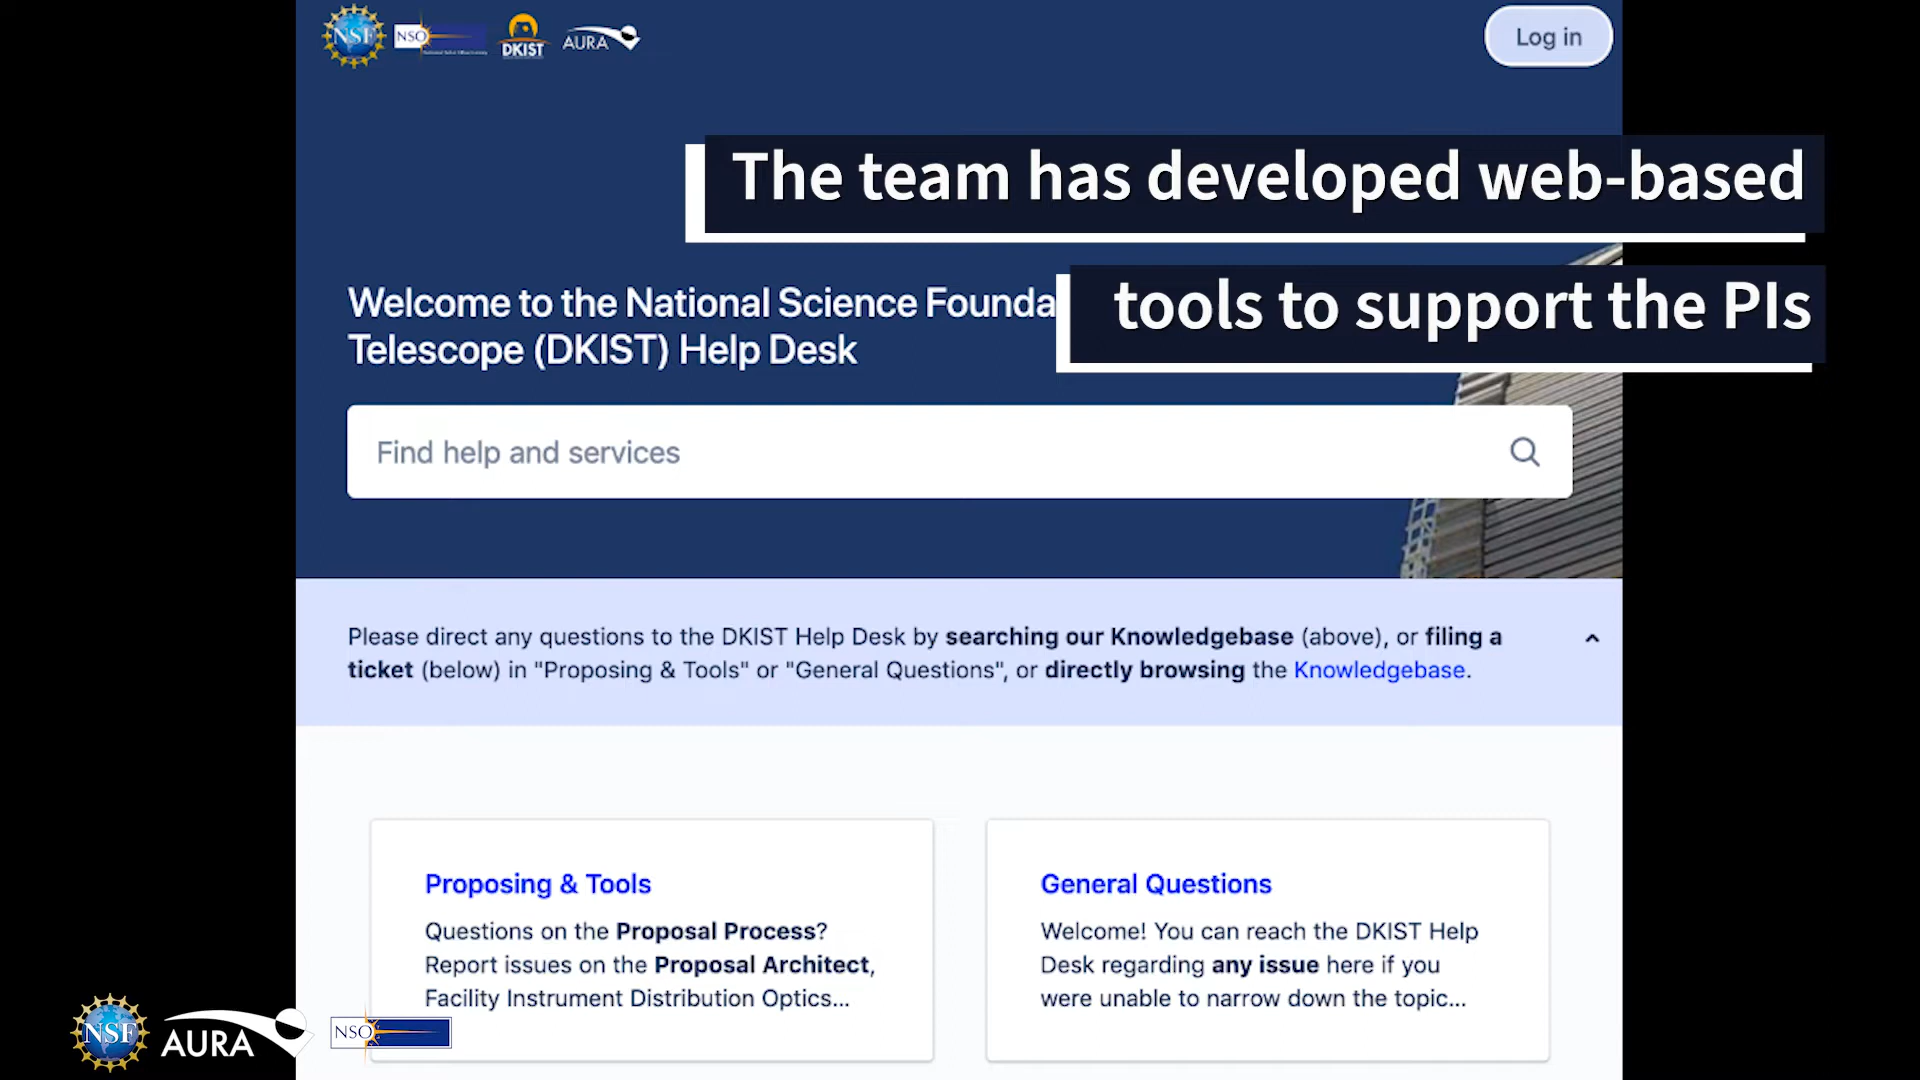 NSF NSO DKIST AURA
Log in
The team has developed web-based
tools to support the PIs
Welcome to the National Science Founda
Telescope (DKIST) Help Desk
Find help and services
Please direct any questions to the DKIST Help Desk by searching our Knowledgebase (above), or filing a
ticket (below) in "Proposing & Tools" or "General Questions", or directly browsing the Knowledgebase.
Proposing & Tools
Questions on the Proposal Process?
Report issues on the Proposal Architect,
Facility Instrument Distribution Optics...
General Questions
Welcome! You can reach the DKIST Help
Desk regarding any issue here if you
were unable to narrow down the topic...
NSF AURA NSO